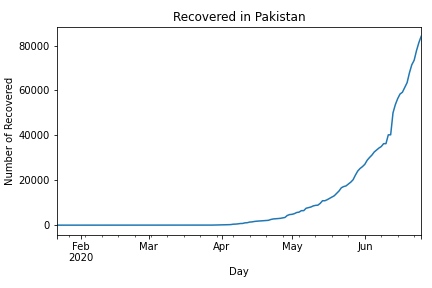 Recovered in Pakistan
Number of Recovered
80000
60000
40000
20000
0
Feb Mar Apr May Jun
2020
Day